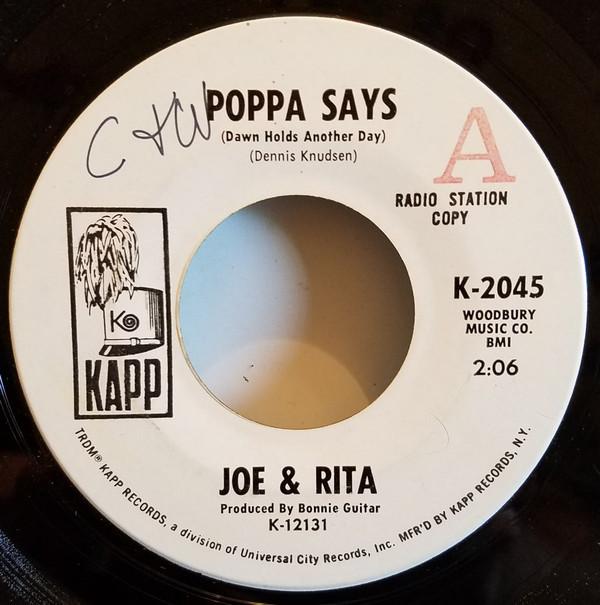 C & W
POPPA SAYS
(Dawn Holds Another Day)
(Dennis Knudsen)
A
RADIO STATION
COPY
K
KAPP
K-2045
WOODBURY
MUSIC CO.
BMI
2:06
JOE & RITA
Produced By Bonnie Guitar
K-12131
TRDM® KAPP RECORDS, a division of Universal City Records, Inc. MFR'D BY KAPP RECORDS, N.Y.